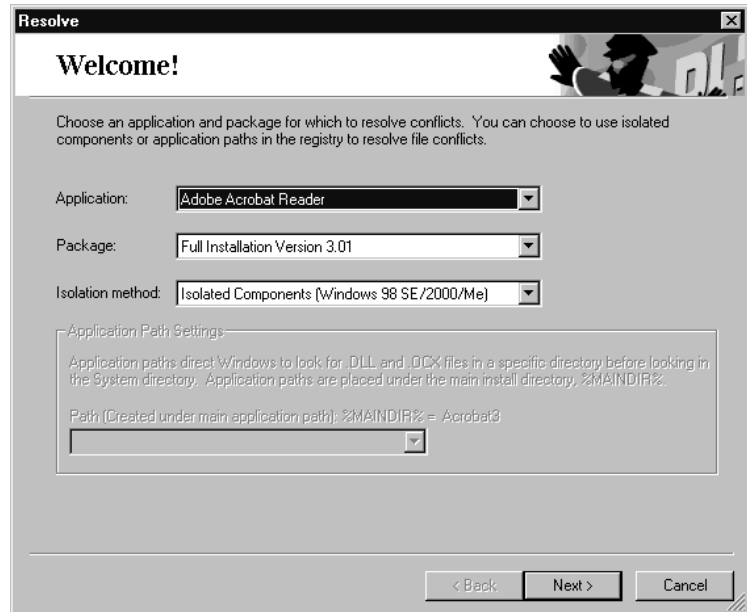 Resolve
Welcome!
Choose an application and package for which to resolve conflicts. You can choose to use isolated
components or application paths in the registry to resolve file conflicts.
Application: Adobe Acrobat Reader
Package: Full Installation Version 3.01
Isolation method: Isolated Components (Windows 98 SE/2000/Me)
Application Path Settings
Application paths direct Windows to look for .DLL and .OCX files in a specific directory before looking in
the System directory. Application paths are placed under the main install directory, %MAINDIR%.
Path (Created under main application path): %MAINDIR% = Acrobat3
< Back Next > Cancel